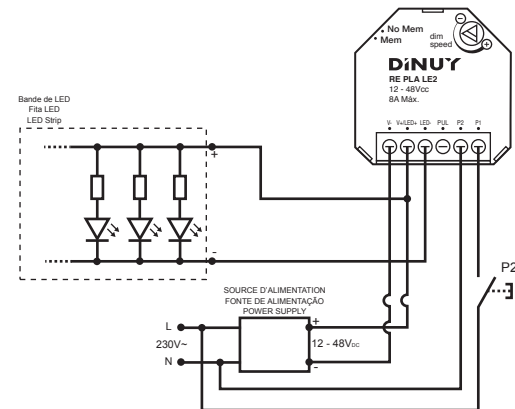 No Mem
Mem
dim
speed
DINUY
RE PLA LE2
12 - 48Vcc
8A Máx.
V- V+/LED+ LED- PUL P2 P1
Bande de LED
Fita LED
LED Strip
+
-
P2
SOURCE D'ALIMENTATION
FONTE DE ALIMENTAÇÃO
POWER SUPPLY
L
230V~
N
+
12 - 48VDC
-